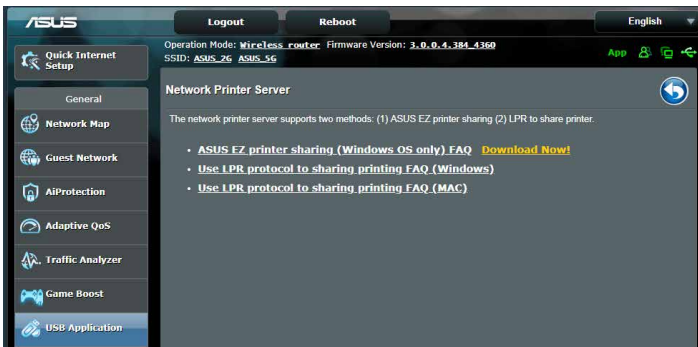 ASUS
Logout
Reboot
English
Quick Internet Setup
Operation Mode: Wireless router Firmware Version: 3.0.0.4.384_4360
SSID: ASUS_2G ASUS_5G
App
General
Network Map
Guest Network
AiProtection
Adaptive QoS
Traffic Analyzer
Game Boost
USB Application
Network Printer Server
The network printer server supports two methods: (1) ASUS EZ printer sharing (2) LPR to share printer.
ASUS EZ printer sharing (Windows OS only) FAQ Download Now!
Use LPR protocol to sharing printing FAQ (Windows)
Use LPR protocol to sharing printing FAQ (MAC)